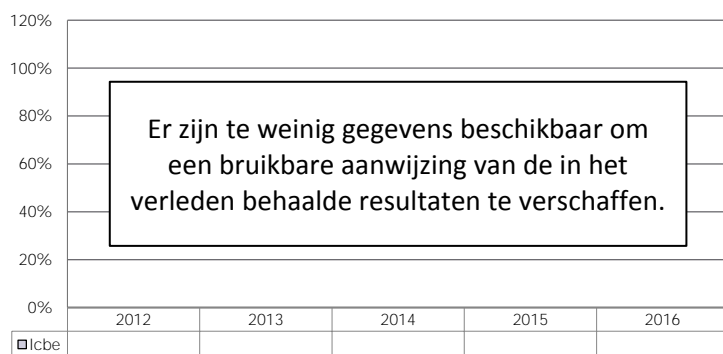 120%
100%
80%
60%
40%
20%
0%
Er zijn te weinig gegevens beschikbaar om
een bruikbare aanwijzing van de in het
verleden behaalde resultaten te verschaffen.
2012 2013 2014 2015 2016
Icbe